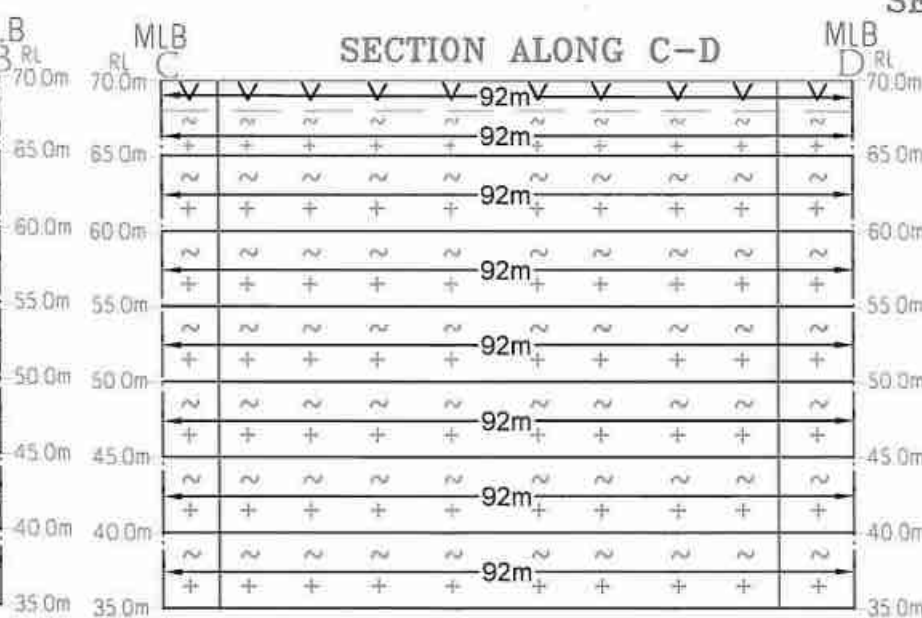 SE
B MLB SECTION ALONG C-D MLB
B RL RL C D RL
70.0m 70.0m 92m 70.0m
92m
65.0m 65.0m 65.0m
92m
60.0m 60.0m 60.0m
92m
55.0m 55.0m 55.0m
92m
50.0m 50.0m 50.0m
92m
45.0m 45.0m 45.0m
92m
40.0m 40.0m 40.0m
92m
35.0m 35.0m 35.0m